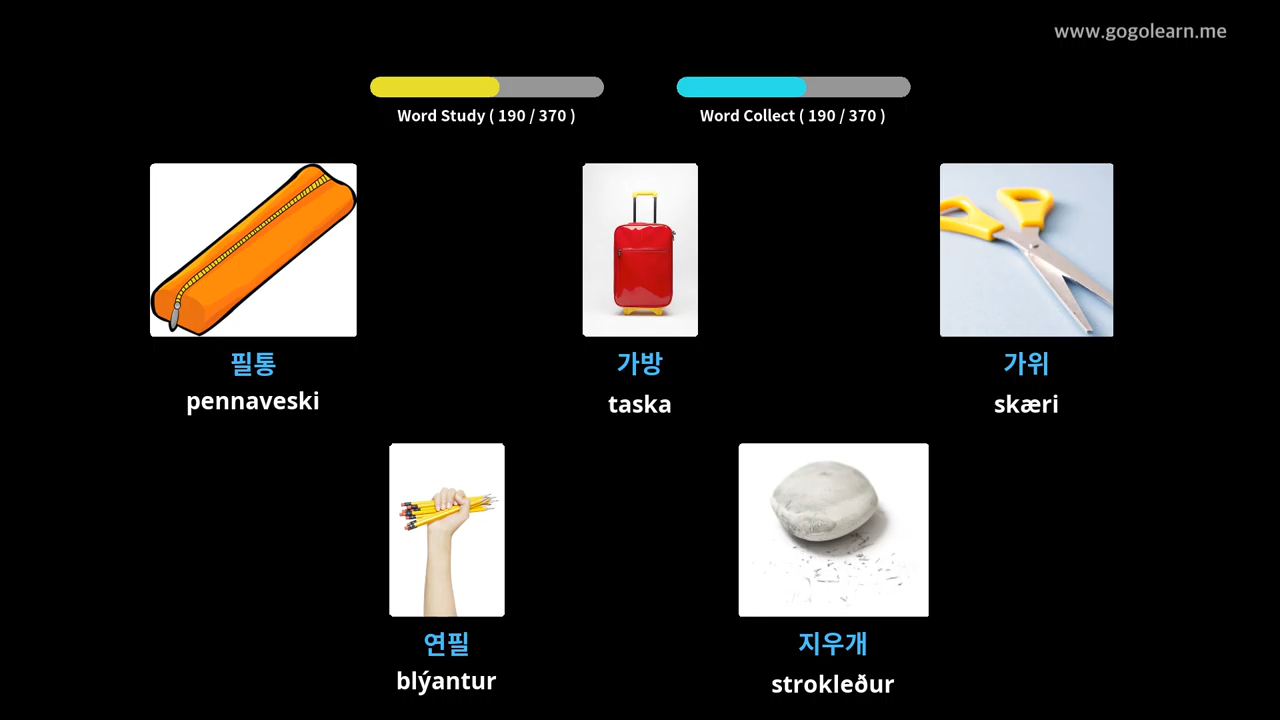 www.gogolearn.me
Word Study ( 190 / 370 )
Word Collect ( 190 / 370 )
필통
pennaveski
가방
taska
가위
skæri
연필
blýantur
지우개
strokleður